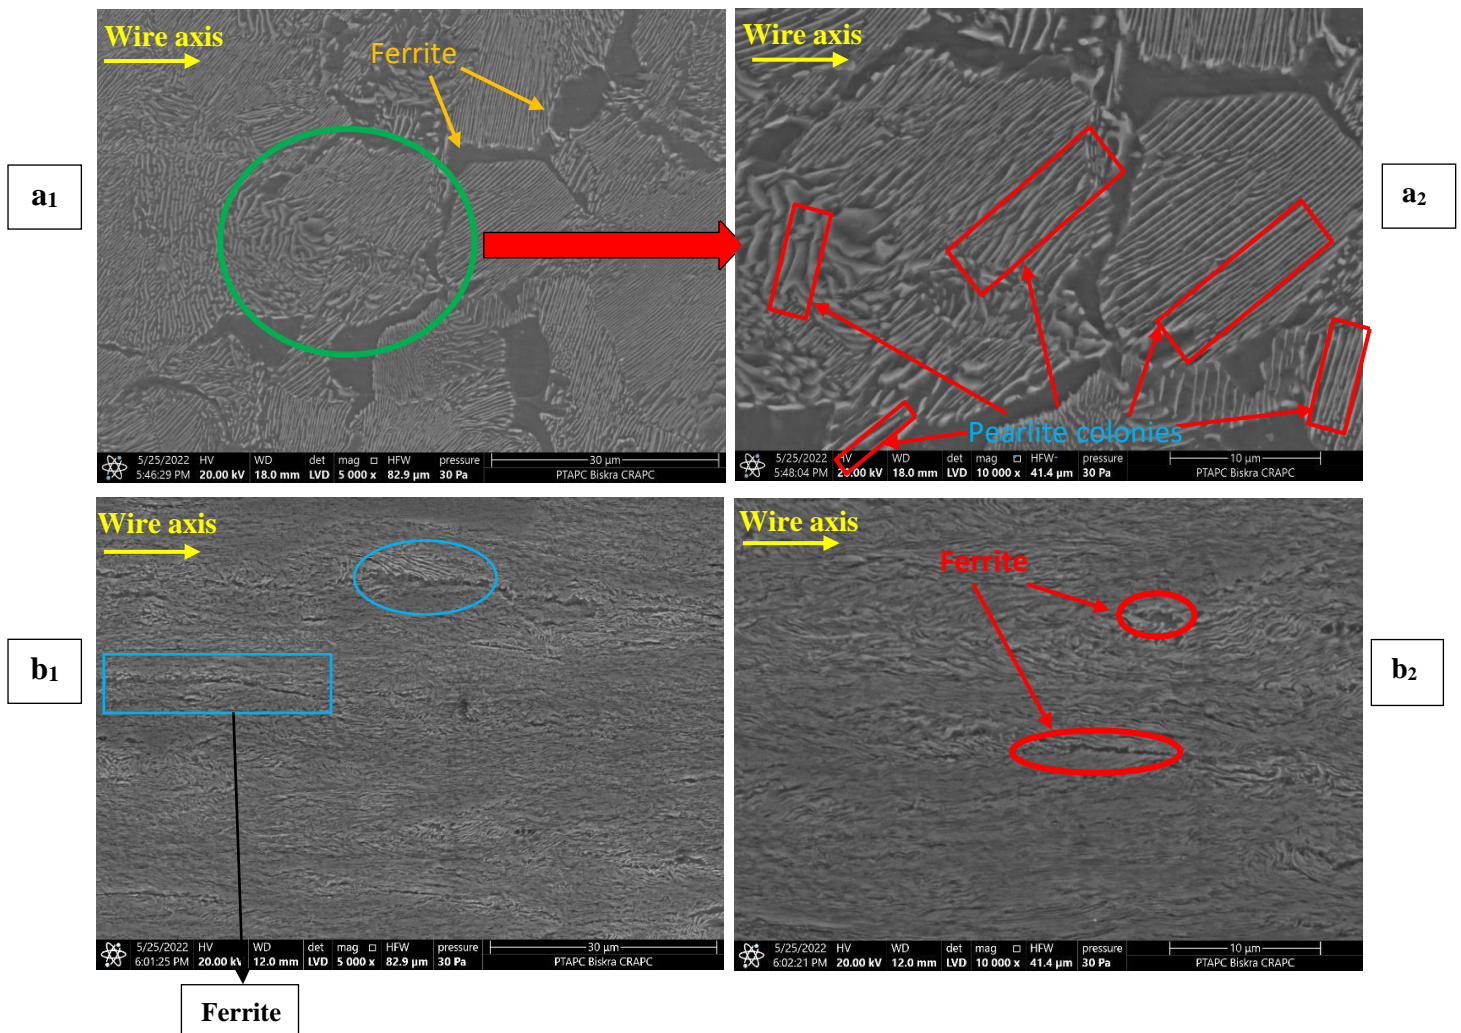 Wire axis
Ferrite
a1
5/25/2022 HV WD det mag HFW pressure 30 µm
5:46:29 PM 20.00 kV 18.0 mm LVD 5 000 x 82.9 µm 30 Pa PTAPC Biskra CRAPC
Wire axis
a2
Pearlite colonies
5/25/2022 HV WD det mag HFW pressure 10 µm
5:48:04 PM 20.00 kV 18.0 mm LVD 10 000 x 41.4 µm 30 Pa PTAPC Biskra CRAPC
Wire axis
b1
5/25/2022 HV WD det mag HFW pressure 30 µm
6:01:25 PM 20.00 kV 12.0 mm LVD 5 000 x 82.9 µm 30 Pa PTAPC Biskra CRAPC
Ferrite
Wire axis
Ferrite
b2
5/25/2022 HV WD det mag HFW pressure 10 µm
6:02:21 PM 20.00 kV 12.0 mm LVD 10 000 x 41.4 µm 30 Pa PTAPC Biskra CRAPC